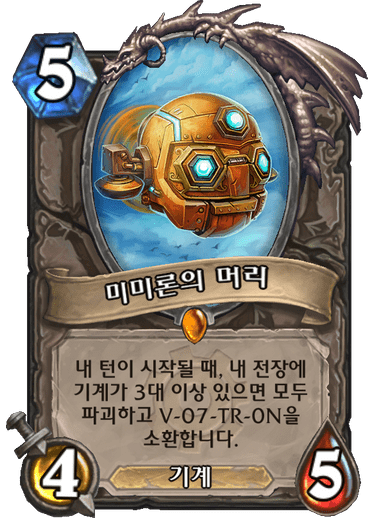 5
미미론의 머리
내 턴이 시작될 때, 내 전장에
기계가 3대 이상 있으면 모두
파괴하고 V-07-TR-0N을
소환합니다.
4
기계
5